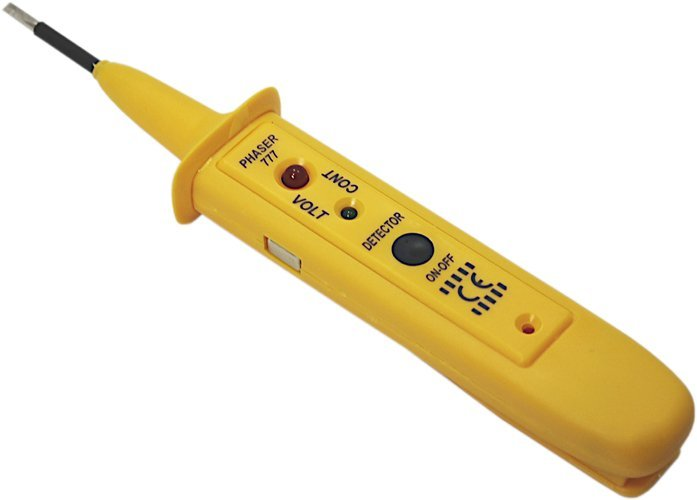 PHASER
777
CONT
VOLT
DETECTOR
ON-OFF
CE